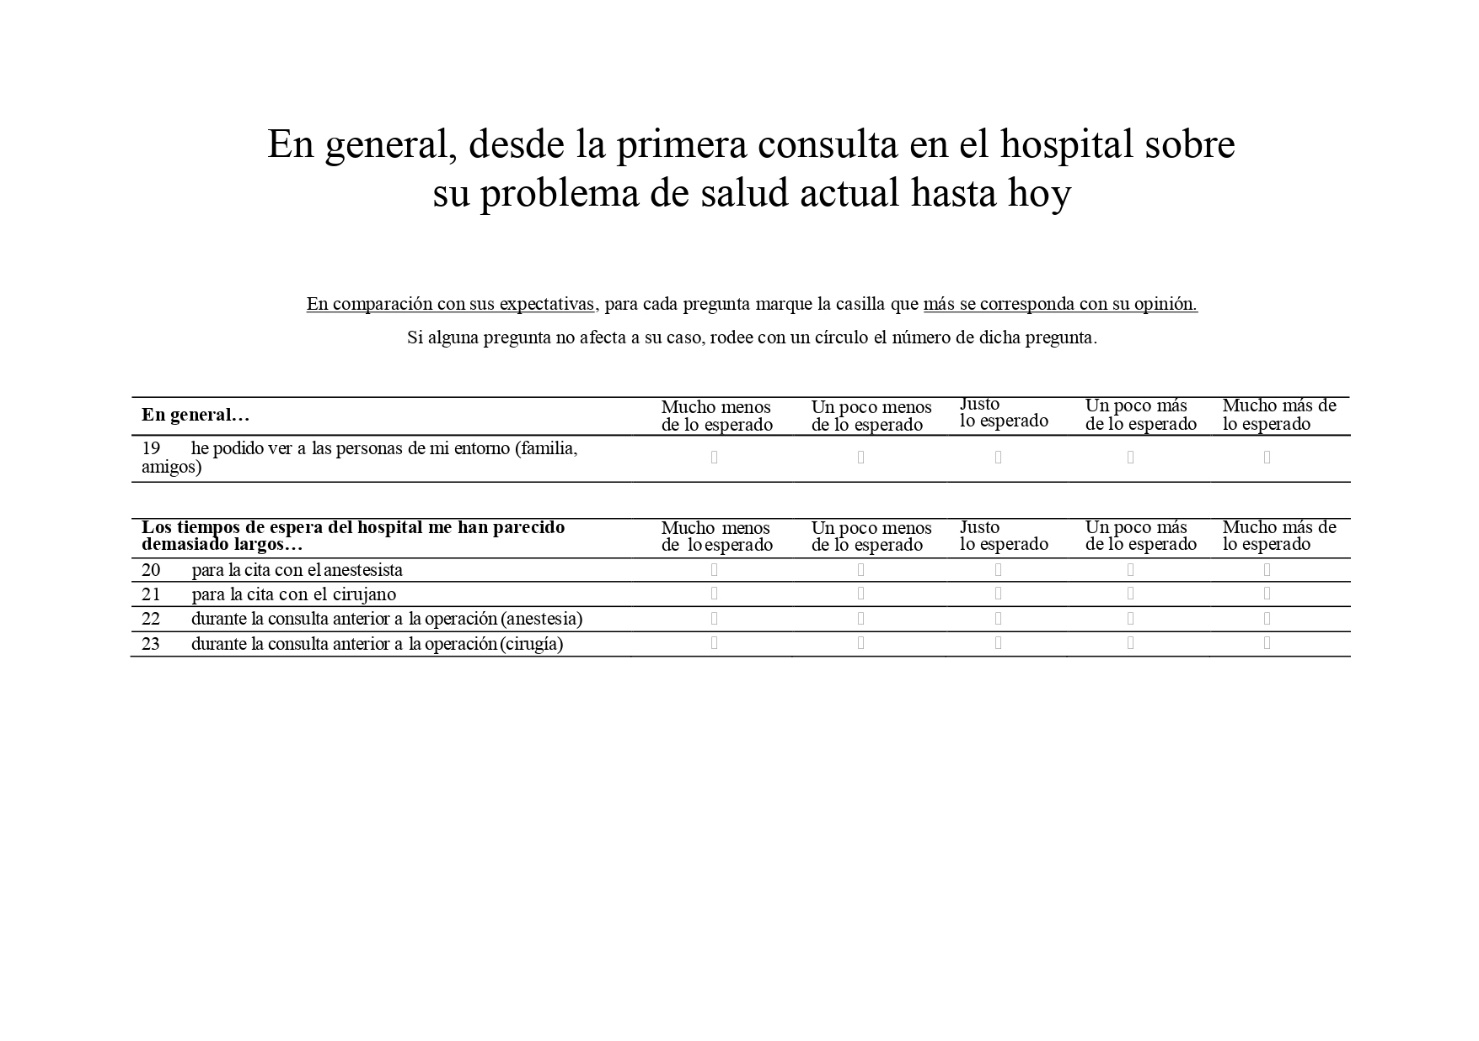 En general, desde la primera consulta en el hospital sobre
su problema de salud actual hasta hoy
En comparación con sus expectativas, para cada pregunta marque la casilla que más se corresponda con su opinión.
Si alguna pregunta no afecta a su caso, rodee con un círculo el número de dicha pregunta.
En general… Mucho menos de lo esperado Un poco menos de lo esperado Justo lo esperado Un poco más de lo esperado Mucho más de lo esperado
19 he podido ver a las personas de mi entorno (familia,
amigos)
Los tiempos de espera del hospital me han parecido
demasiado largos… Mucho menos de lo esperado Un poco menos de lo esperado Justo lo esperado Un poco más de lo esperado Mucho más de lo esperado
20 para la cita con el anestesista
21 para la cita con el cirujano
22 durante la consulta anterior a la operación (anestesia)
23 durante la consulta anterior a la operación (cirugía)